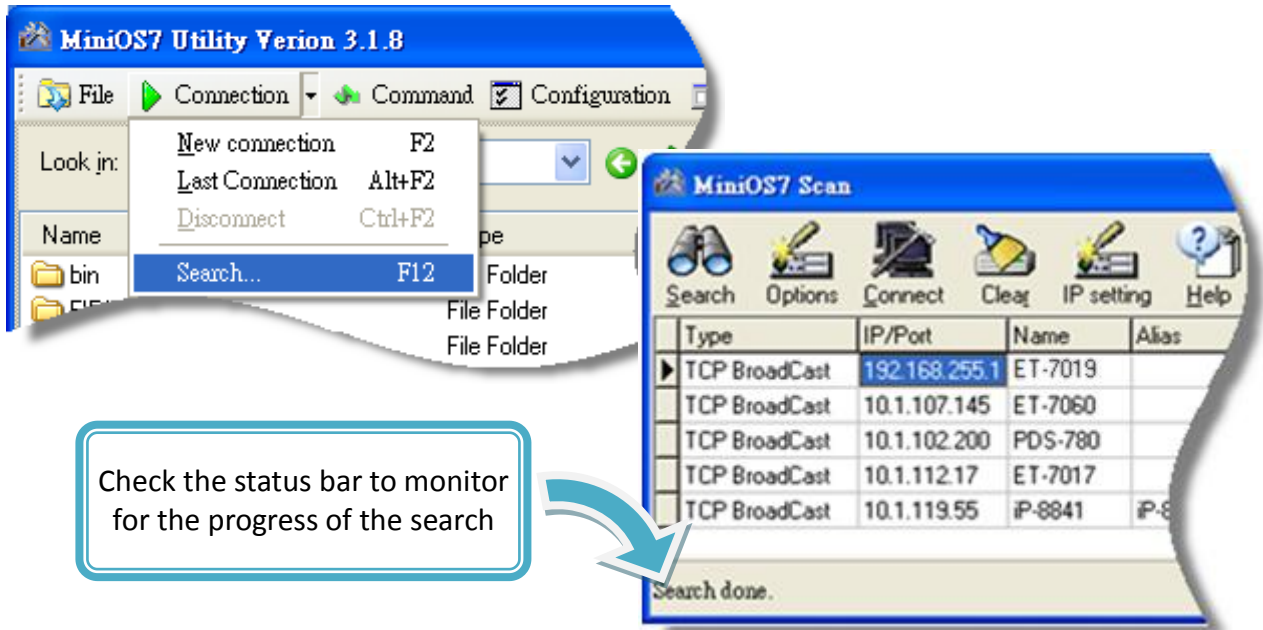 MiniOS7 Utility Verion 3.1.8
File Connection Command Configuration
Look in:
New connection F2
Last Connection Alt+F2
Disconnect Ctrl+F2
Search... F12
Name pe
bin Folder
File Folder
File Folder
MiniOS7 Scan
Search Options Connect Clear IP setting Help
Type IP/Port Name Alias
TCP BroadCast 192.168.255.1 ET-7019
TCP BroadCast 10.1.107.145 ET-7060
TCP BroadCast 10.1.102.200 PDS-780
TCP BroadCast 10.1.112.17 ET-7017
TCP BroadCast 10.1.119.55 iP-8841 iP-8
Search done.
Check the status bar to monitor
for the progress of the search